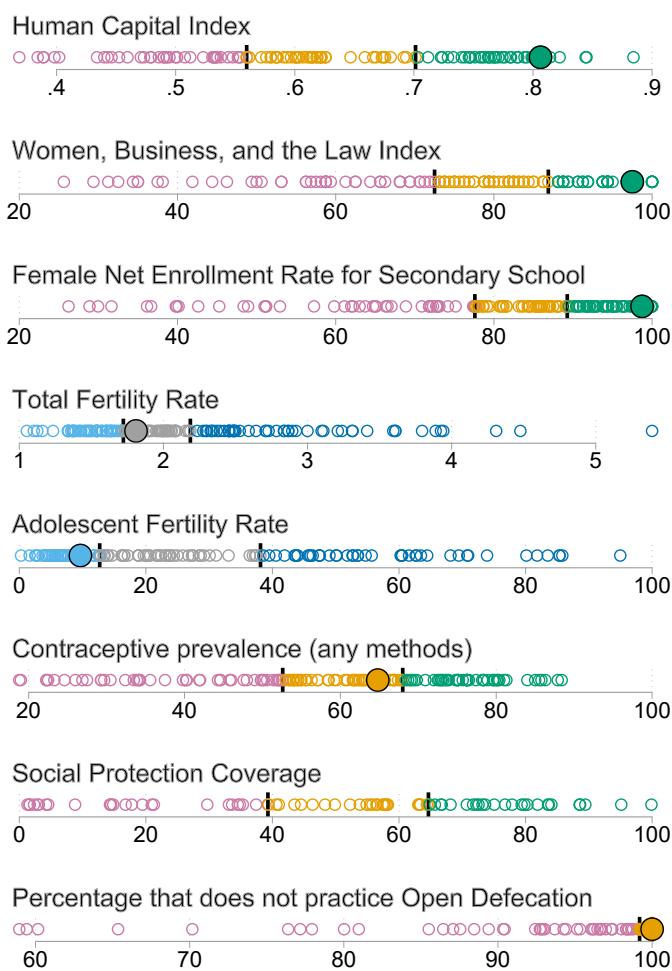 Human Capital Index
.4 .5 .6 .7 .8 .9
Women, Business, and the Law Index
20 40 60 80 100
Female Net Enrollment Rate for Secondary School
20 40 60 80 100
Total Fertility Rate
1 2 3 4 5
Adolescent Fertility Rate
0 20 40 60 80 100
Contraceptive prevalence (any methods)
20 40 60 80 100
Social Protection Coverage
0 20 40 60 80 100
Percentage that does not practice Open Defecation
60 70 80 90 100